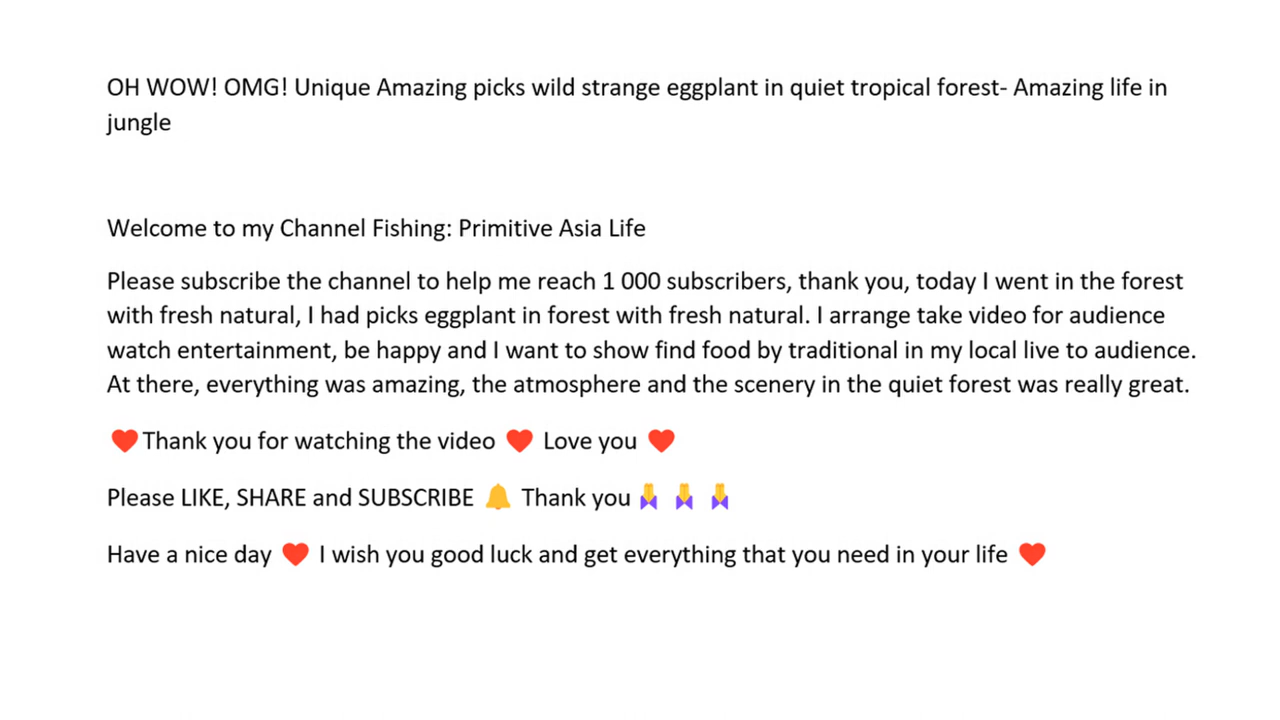 OH WOW! OMG! Unique Amazing picks wild strange eggplant in quiet tropical forest- Amazing life in
jungle
Welcome to my Channel Fishing: Primitive Asia Life
Please subscribe the channel to help me reach 1 000 subscribers, thank you, today I went in the forest
with fresh natural, I had picks eggplant in forest with fresh natural. I arrange take video for audience
watch entertainment, be happy and I want to show find food by traditional in my local live to audience.
At there, everything was amazing, the atmosphere and the scenery in the quiet forest was really great.
❤️Thank you for watching the video ❤️ Love you ❤️
Please LIKE, SHARE and SUBSCRIBE 🔔 Thank you🙏 🙏 🙏
Have a nice day ❤️ I wish you good luck and get everything that you need in your life ❤️